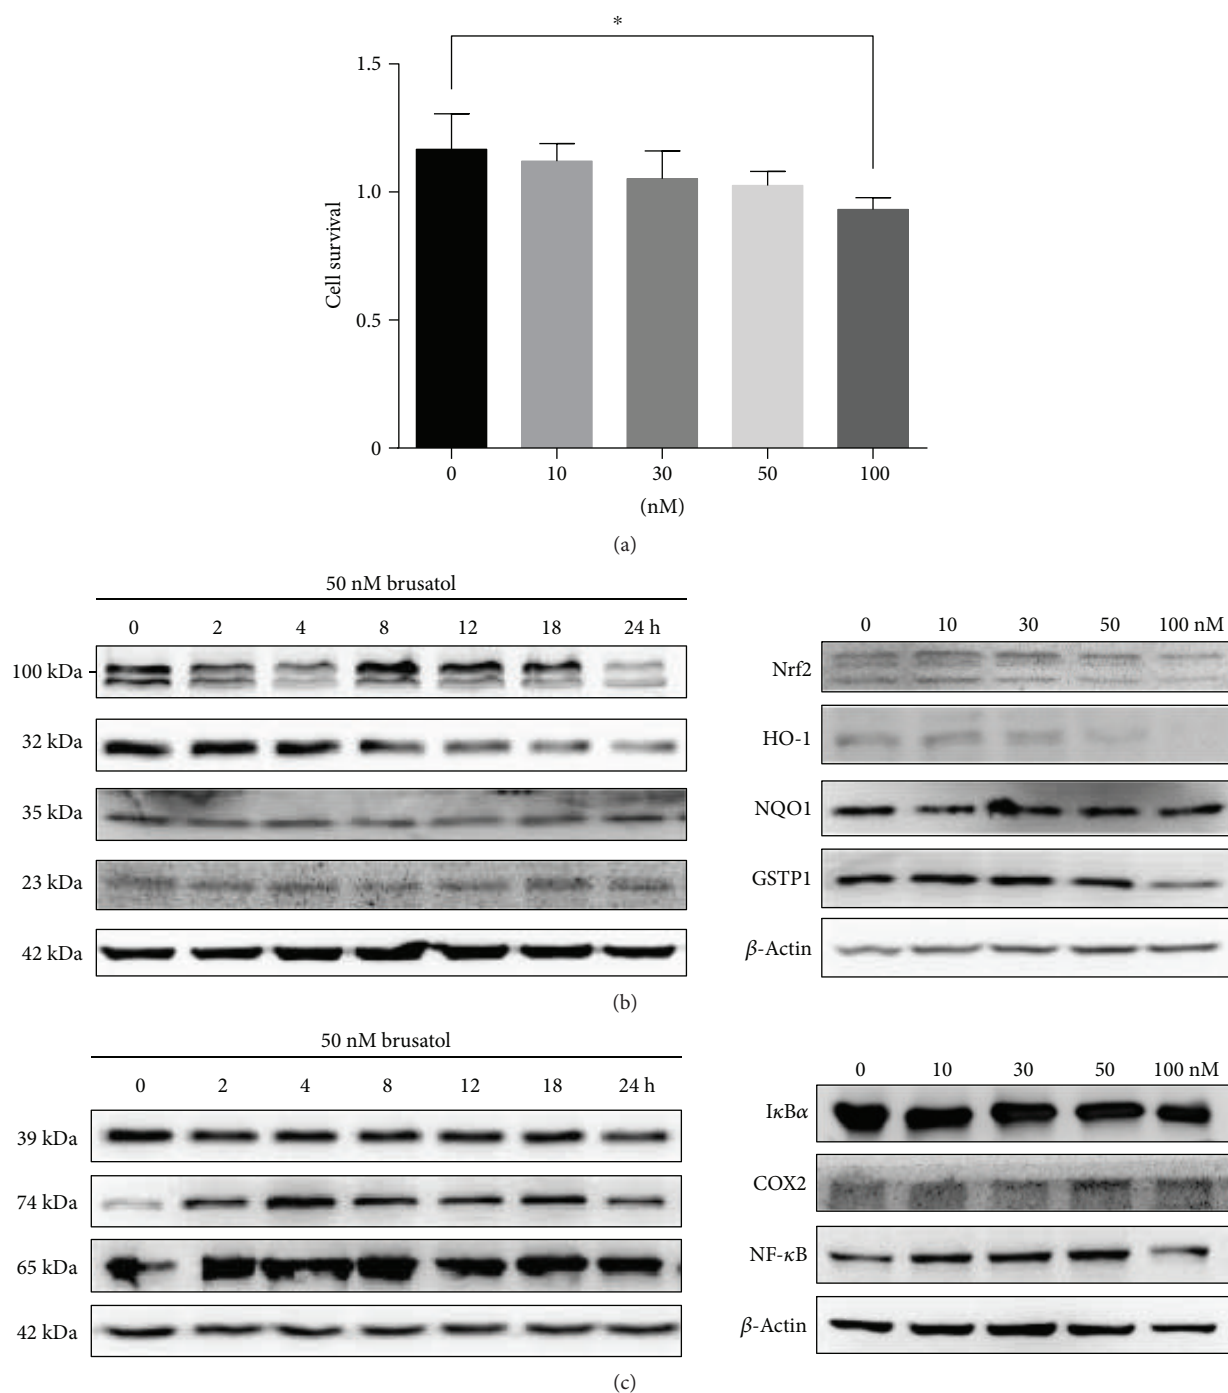 *
1.5
1.0
0.5
0
Cell survival
0 10 30 50 100
(nM)
(a)
50 nM brusatol
0 2 4 8 12 18 24 h
100 kDa
32 kDa
35 kDa
23 kDa
42 kDa
0 10 30 50 100 nM
Nrf2
HO-1
NQO1
GSTP1
β-Actin
(b)
50 nM brusatol
0 2 4 8 12 18 24 h
39 kDa
74 kDa
65 kDa
42 kDa
0 10 30 50 100 nM
IκBα
COX2
NF-κB
β-Actin
(c)